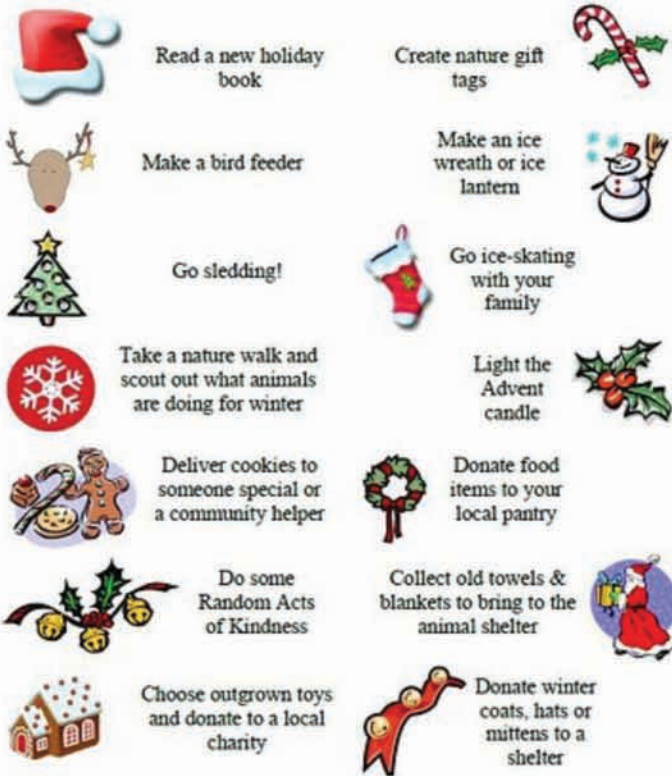 Read a new holiday
book
Create nature gift
tags
Make a bird feeder
Make an ice
wreath or ice
lantern
Go sledding!
Go ice-skating
with your
family
Take a nature walk and
scout out what animals
are doing for winter
Light the
Advent
candle
Deliver cookies to
someone special or
a community helper
Donate food
items to your
local pantry
Do some
Random Acts
of Kindness
Collect old towels &
blankets to bring to the
animal shelter
Choose outgrown toys
and donate to a local
charity
Donate winter
coats, hats or
mittens to a
shelter